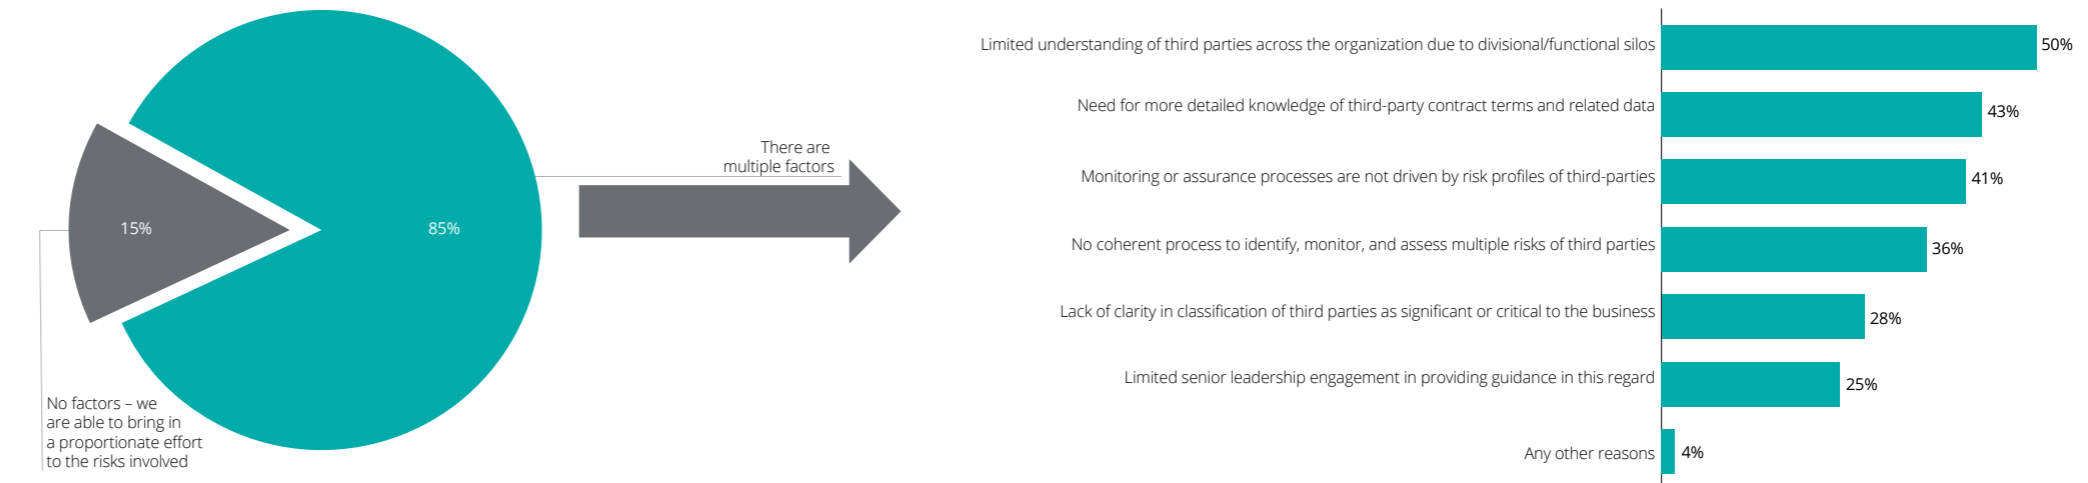 15%
85%
No factors – we
are able to bring in
a proportionate effort
to the risks involved
There are
multiple factors
Limited understanding of third parties across the organization due to divisional/functional silos
50%
Need for more detailed knowledge of third-party contract terms and related data
43%
Monitoring or assurance processes are not driven by risk profiles of third-parties
41%
No coherent process to identify, monitor, and assess multiple risks of third parties
36%
Lack of clarity in classification of third parties as significant or critical to the business
28%
Limited senior leadership engagement in providing guidance in this regard
25%
Any other reasons
4%